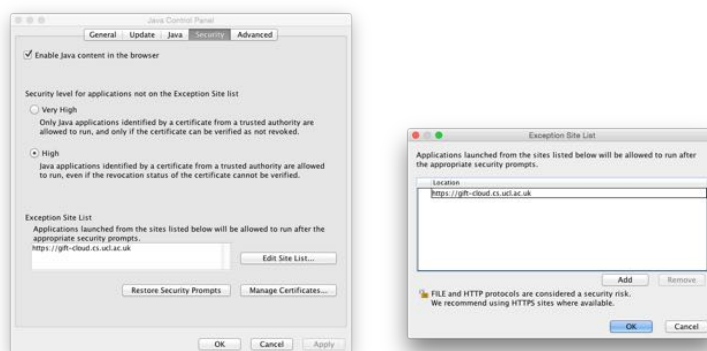 Java Control Panel
General Update Java Security Advanced
Enable Java content in the browser
Security level for applications not on the Exception Site list
Very High
Only Java applications identified by a certificate from a trusted authority are
allowed to run, and only if the certificate can be verified as not revoked.
High
Java applications identified by a certificate from a trusted authority are allowed
to run, even if the revocation status of the certificate cannot be verified.
Exception Site List
Applications launched from the sites listed below will be allowed to run after the
appropriate security prompts.
https://gift-cloud.cs.ucl.ac.uk
Edit Site List...
Restore Security Prompts Manage Certificates...
OK Cancel Apply
Exception Site List
Applications launched from the sites listed below will be allowed to run after
the appropriate security prompts.
Location
https://gift-cloud.cs.ucl.ac.uk
Add Remove
FILE and HTTP protocols are considered a security risk.
We recommend using HTTPS sites where available.
OK Cancel